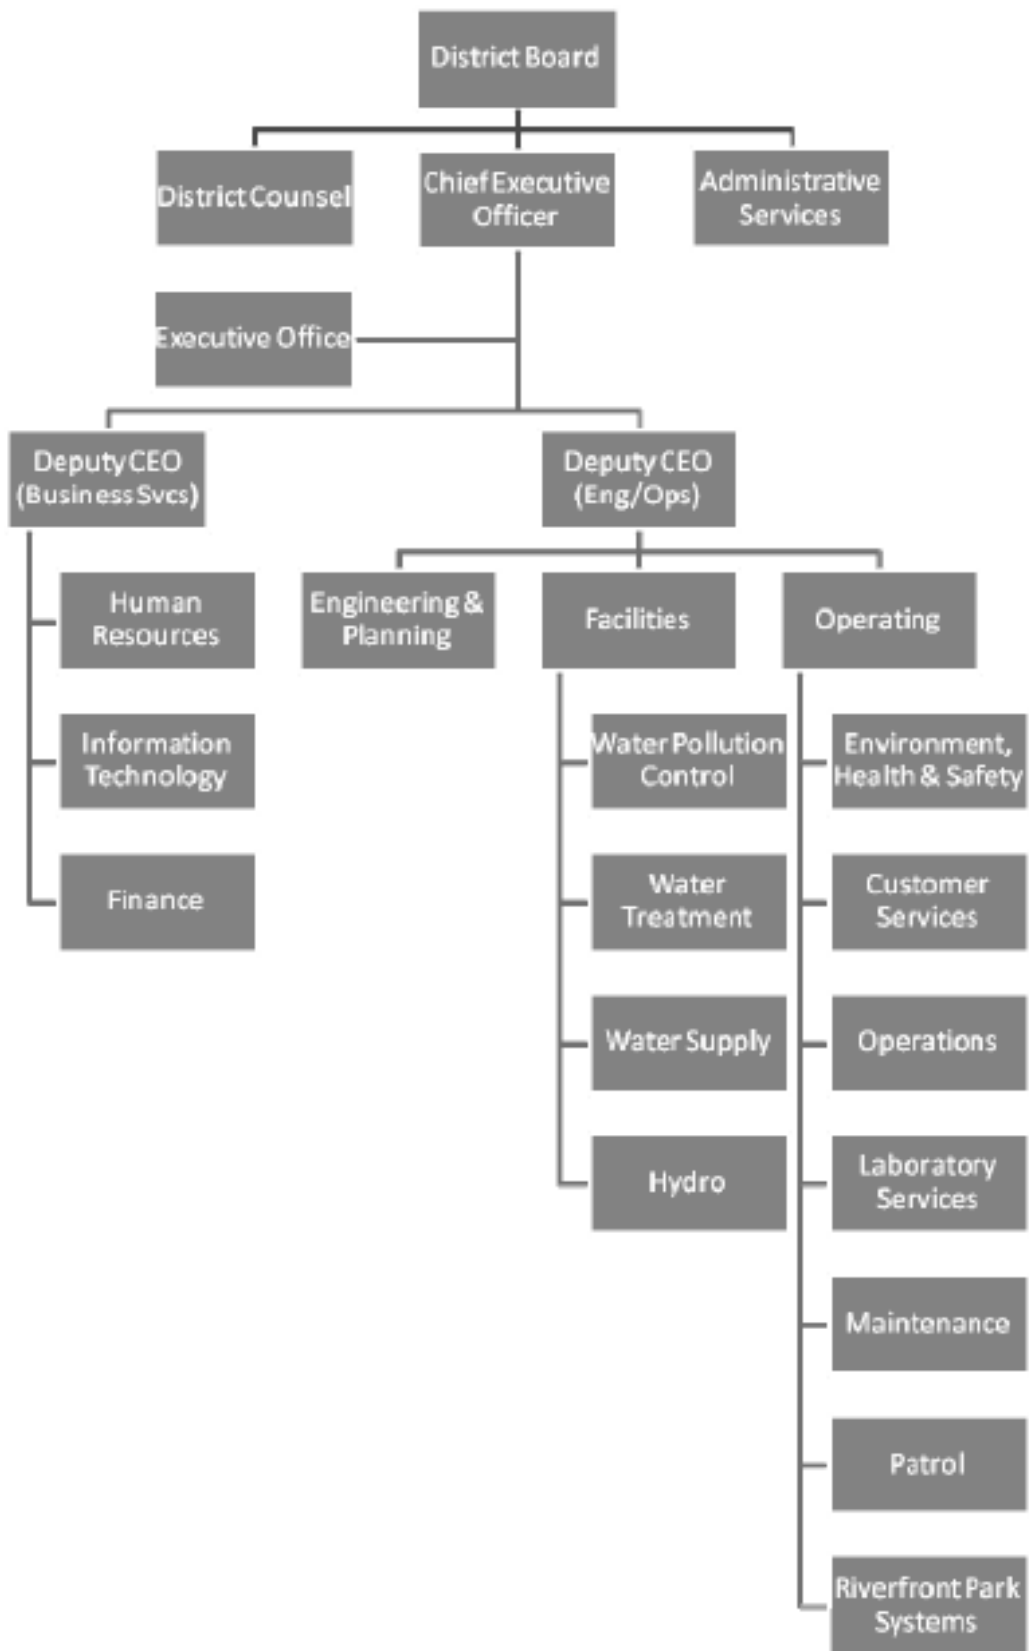 District Board
District Counsel
Chief Executive
Officer
Administrative
Services
Executive Office
Deputy CEO
(Business Svcs)
Deputy CEO
(Eng/Ops)
Human
Resources
Information
Technology
Finance
Engineering &
Planning
Facilities
Water Pollution
Control
Water
Treatment
Water Supply
Hydro
Operating
Environment,
Health & Safety
Customer
Services
Operations
Laboratory
Services
Maintenance
Patrol
Riverfront Park
Systems